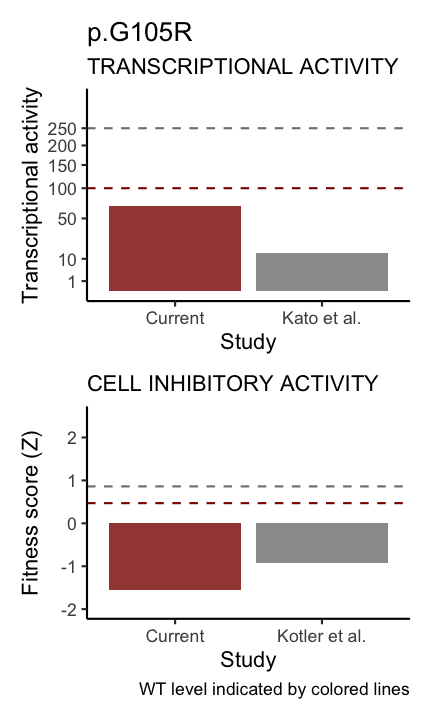 p.G105R
TRANSCRIPTIONAL ACTIVITY
Transcriptional activity
250
200
150
100
50
10
1
Current
Kato et al.
Study
CELL INHIBITORY ACTIVITY
Fitness score (Z)
2
1
0
-1
-2
Current
Kotler et al.
Study
WT level indicated by colored lines